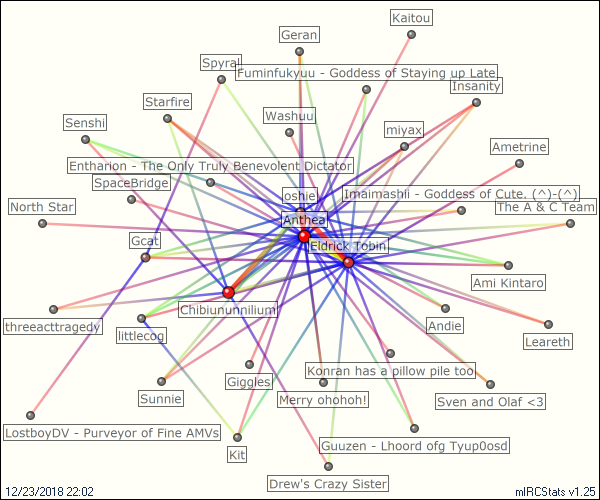 Kaitou
Geran
Spyral
Fuminfukyuu - Goddess of Staying up Late
Insanity
Starfire
Washuu
Senshi
miyax
Ametrine
Entharion - The Only Truly Benevolent Dictator
SpaceBridge
oshie
Imaimashli - Goddess of Cute. (^)-(^)
North Star
The A & C Team
Anthea
Gcat
Eldrick Tobin
Ami Kintaro
Chibiununnilium
threeacttragedy
littlecog
Andie
Leareth
Konran has a pillow pile too
Giggles
Sunnie
Merry ohohoh!
Sven and Olaf <3
LostboyDV - Purveyor of Fine AMVs
Guuzen - Lhoord ofg Tyup0osd
Kit
Drew's Crazy Sister
12/23/2018 22:02
mIRCStats v1.25